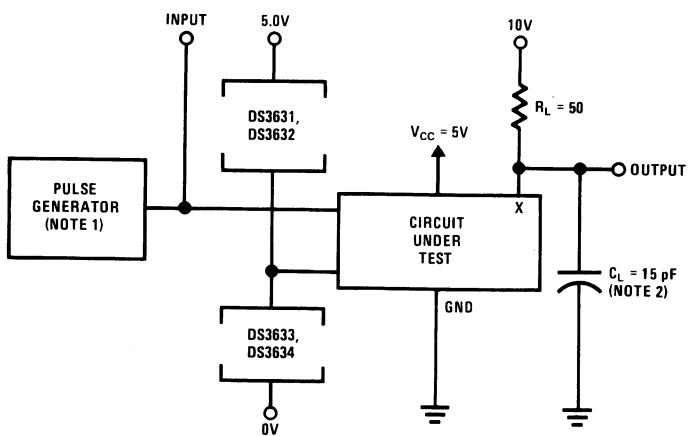 INPUT
5.0V
10V
DS3631,
DS3632
R_L = 50
V_CC = 5V
OUTPUT
PULSE
GENERATOR
(NOTE 1)
X
CIRCUIT
UNDER
TEST
C_L = 15 pF
(NOTE 2)
GND
DS3633,
DS3634
0V